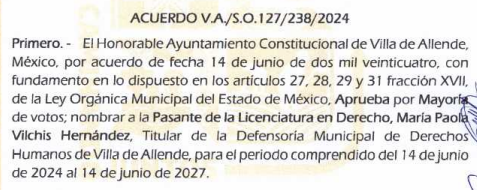 ACUERDO V.A./S.O.127/238/2024
Primero. - El Honorable Ayuntamiento Constitucional de Villa de Allende,
México, por acuerdo de fecha 14 de junio de dos mil veinticuatro, con
fundamento en lo dispuesto en los artículos 27, 28, 29 y 31 fracción XVII,
de la Ley Orgánica Municipal del Estado de México, Aprueba por Mayoría
de votos; nombrar a la Pasante de la Licenciatura en Derecho, María Paola
Vilchis Hernández, Titular de la Defensoría Municipal de Derechos
Humanos de Villa de Allende, para el periodo comprendido del 14 de junio
de 2024 al 14 de junio de 2027.